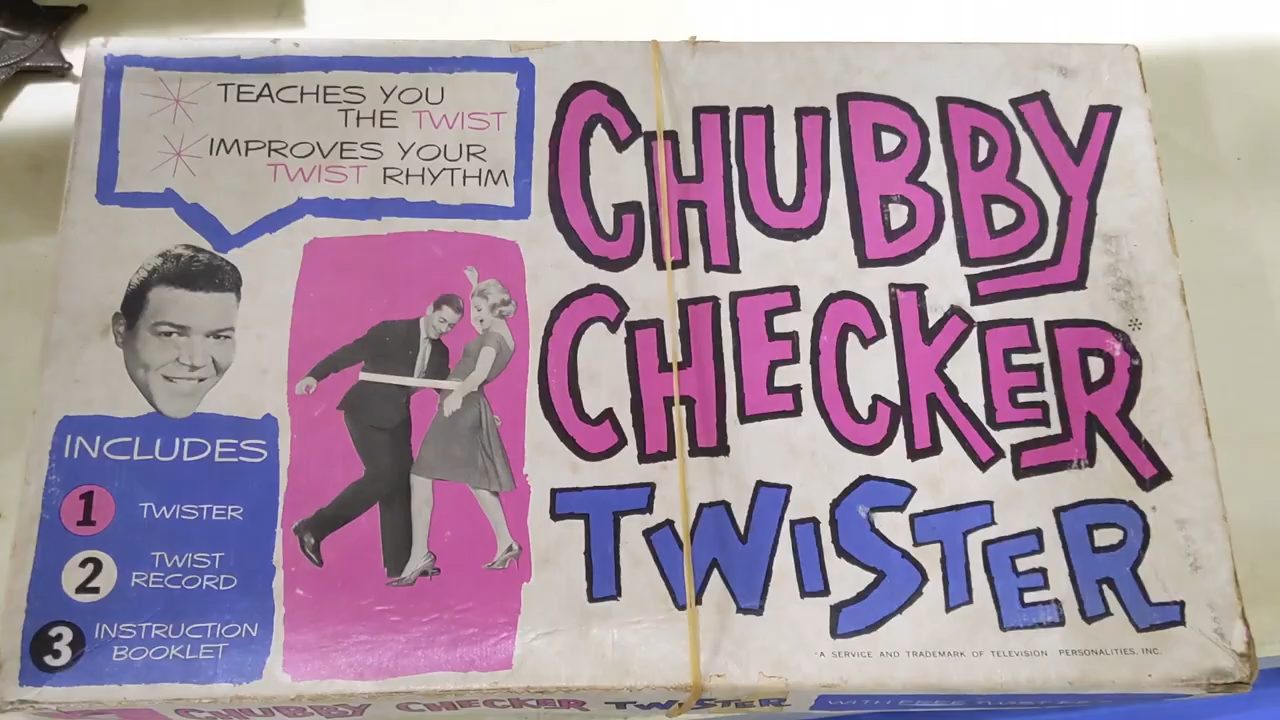 * TEACHES YOU
THE TWIST
* IMPROVES YOUR
TWIST RHYTHM
CHUBBY
CHECKER*
TWISTER
INCLUDES
1 TWISTER
2 TWIST
RECORD
3 INSTRUCTION
BOOKLET
*A SERVICE AND TRADEMARK OF TELEVISION PERSONALITIES, INC.
CHUBBY CHECKER TWISTER